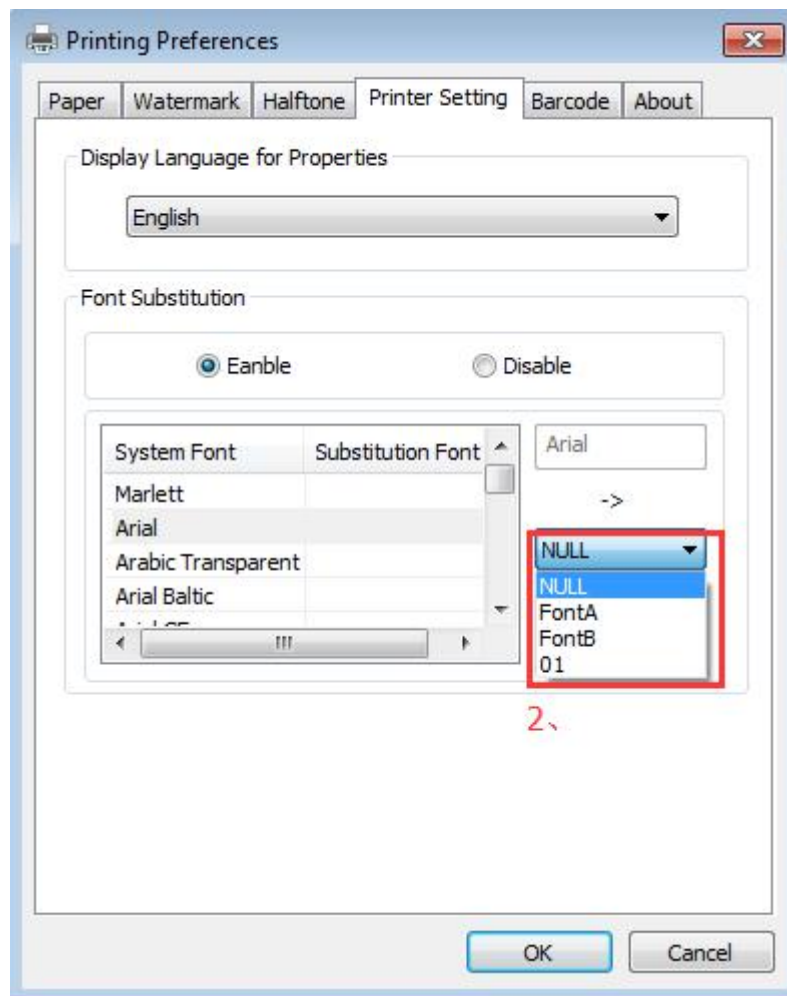 Printing Preferences
Paper Watermark Halftone Printer Setting Barcode About
Display Language for Properties
English
Font Substitution
Eanble Disable
System Font Substitution Font
Marlett
Arial
Arabic Transparent
Arial Baltic
Arial
->
NULL
NULL
FontA
FontB
01
2、
OK Cancel